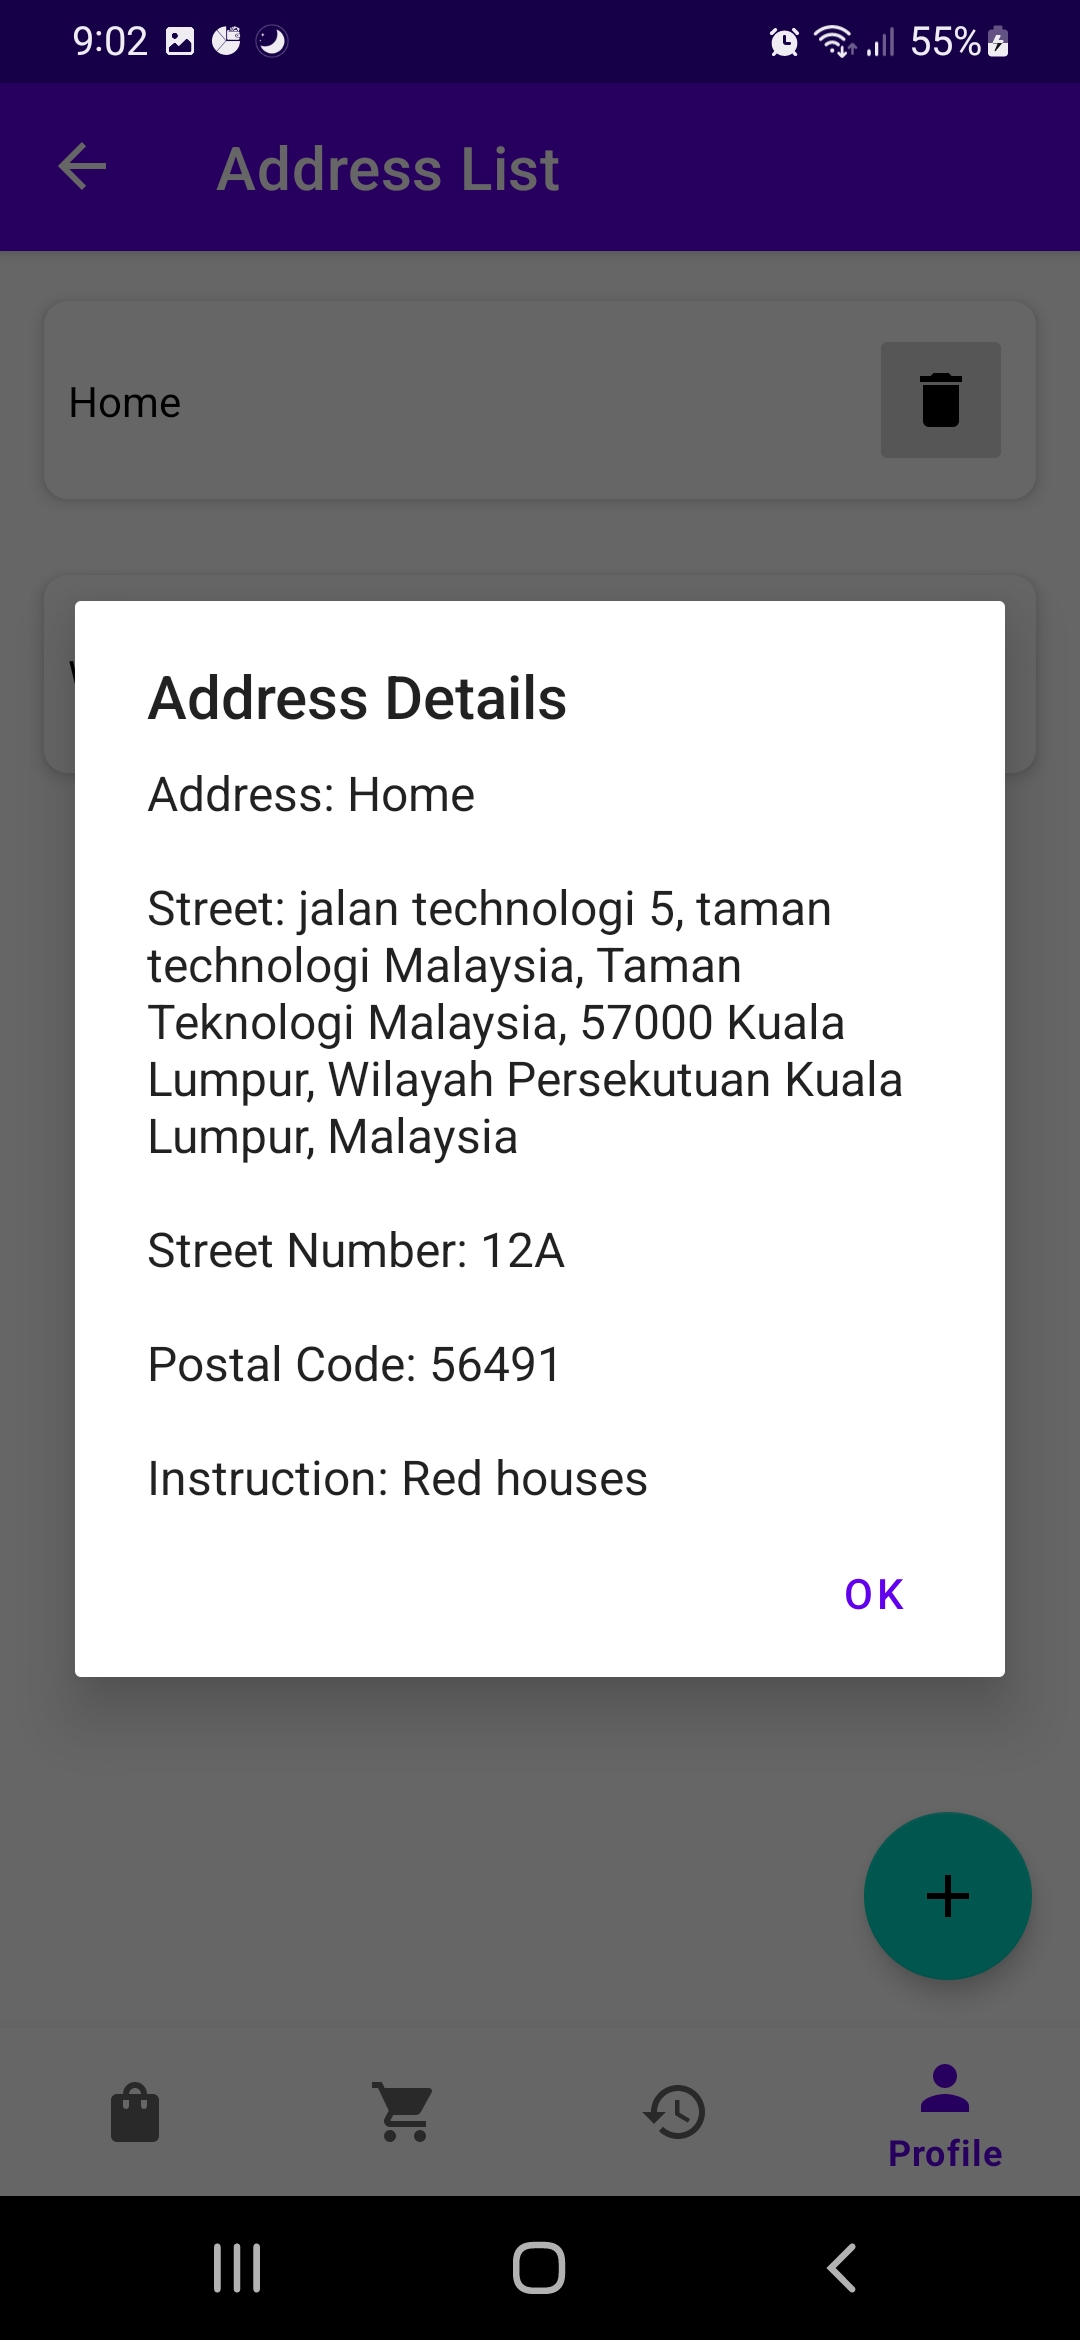 9:02
55%
Address List
Home
Address Details
Address: Home
Street: jalan technologi 5, taman
technologi Malaysia, Taman
Teknologi Malaysia, 57000 Kuala
Lumpur, Wilayah Persekutuan Kuala
Lumpur, Malaysia
Street Number: 12A
Postal Code: 56491
Instruction: Red houses
OK
Profile